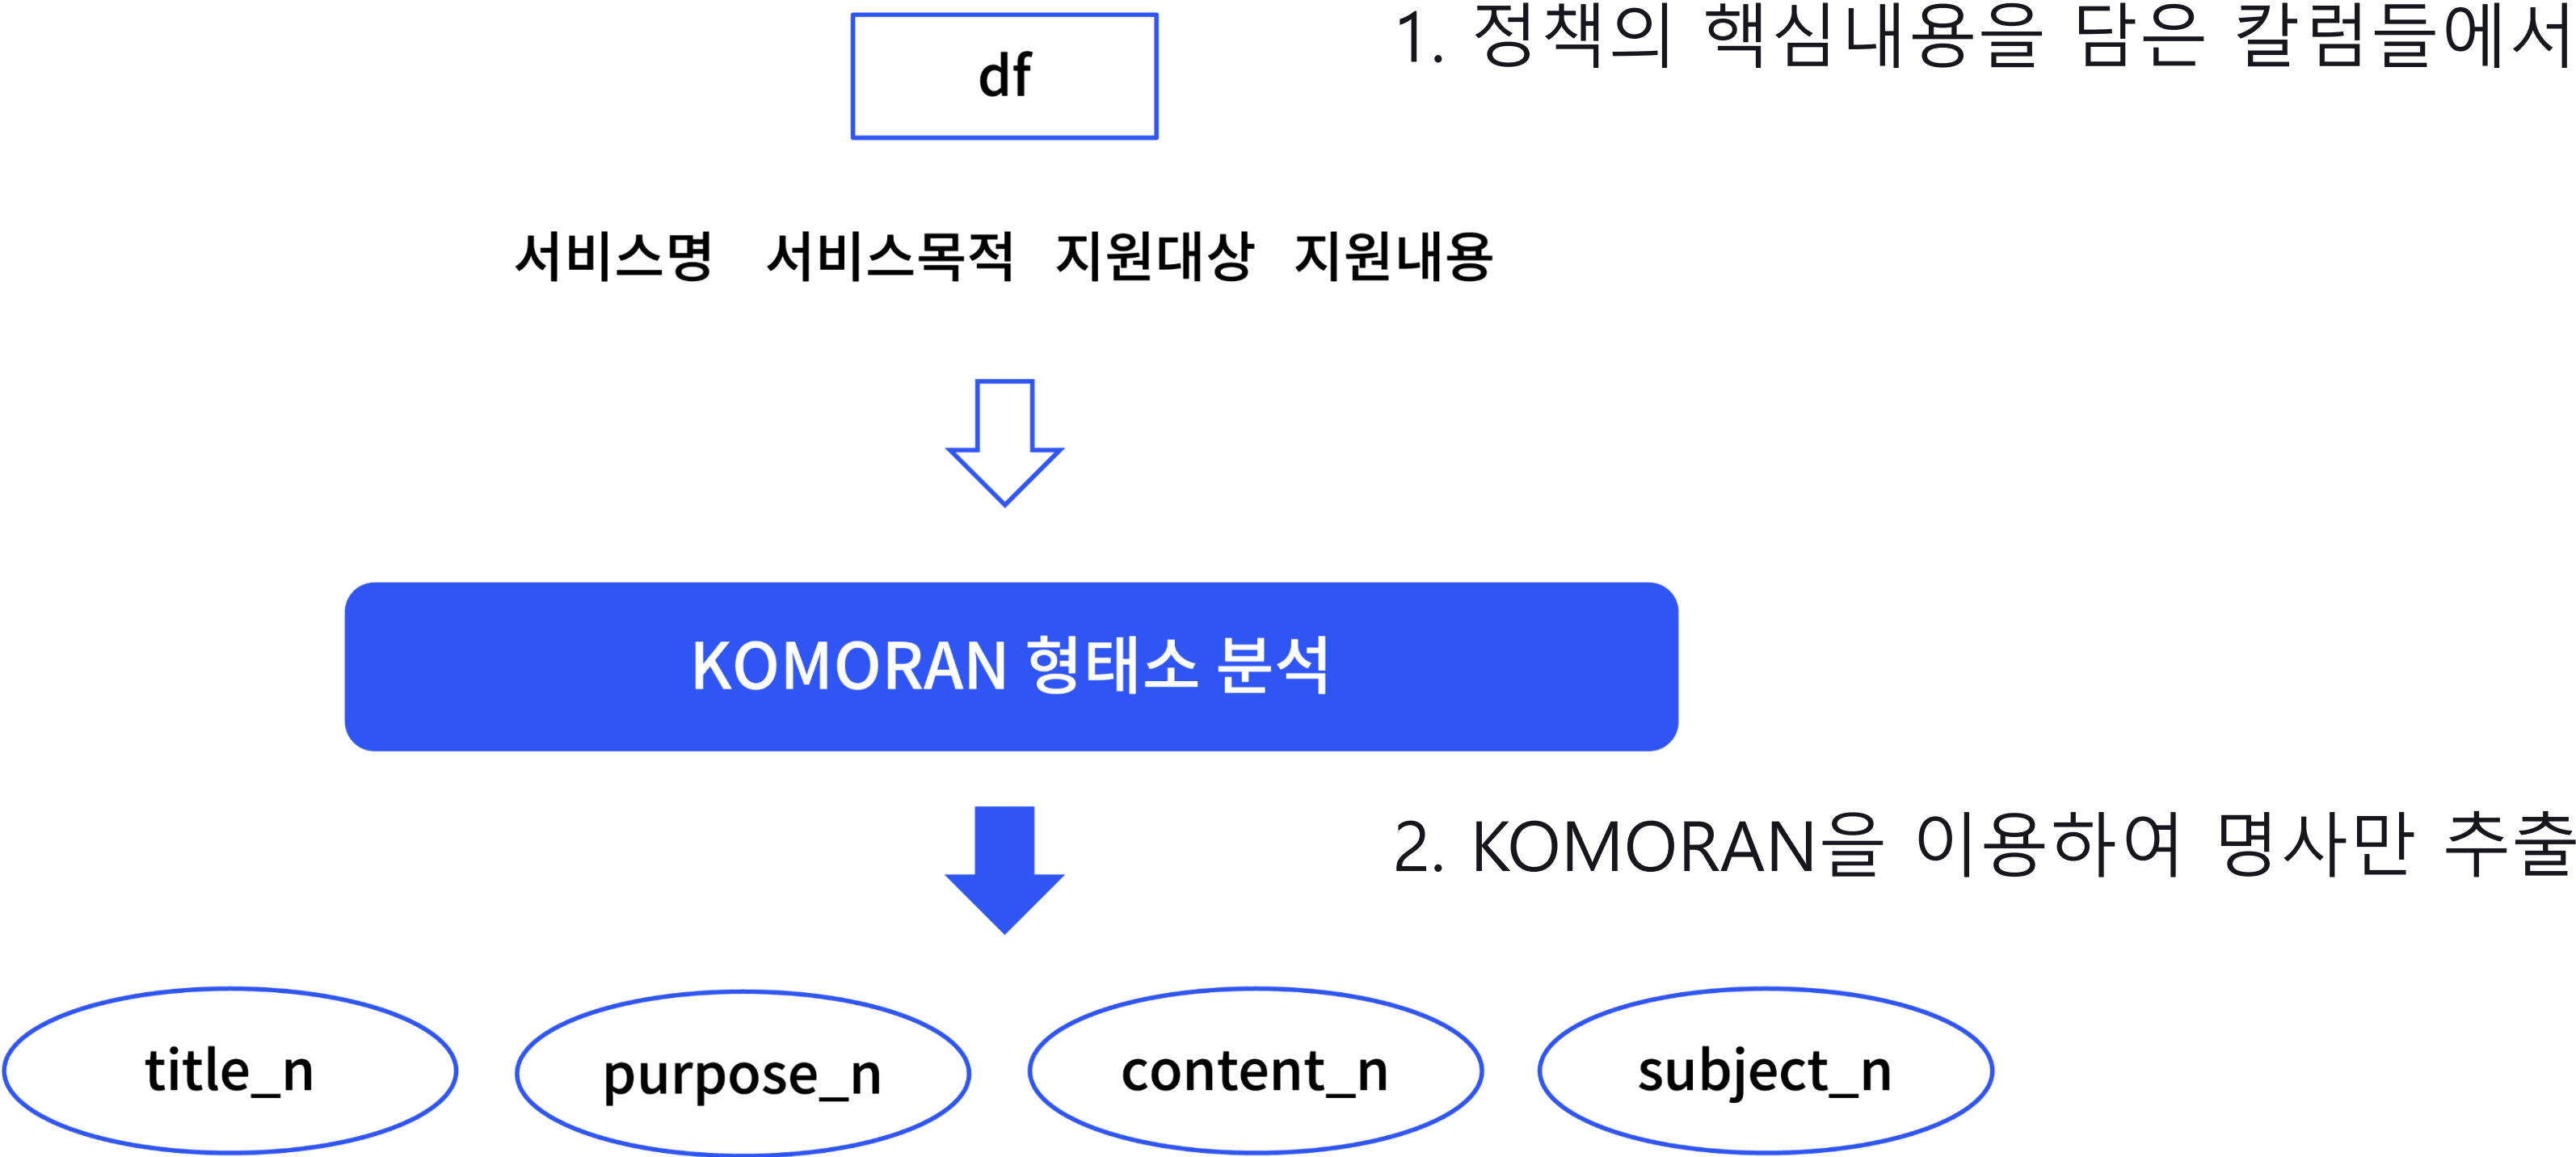 df
1. 정책의 핵심내용을 담은 칼럼들에서
서비스명 서비스목적 지원대상 지원내용
KOMORAN 형태소 분석
2. KOMORAN을 이용하여 명사만 추출
title_n purpose_n content_n subject_n